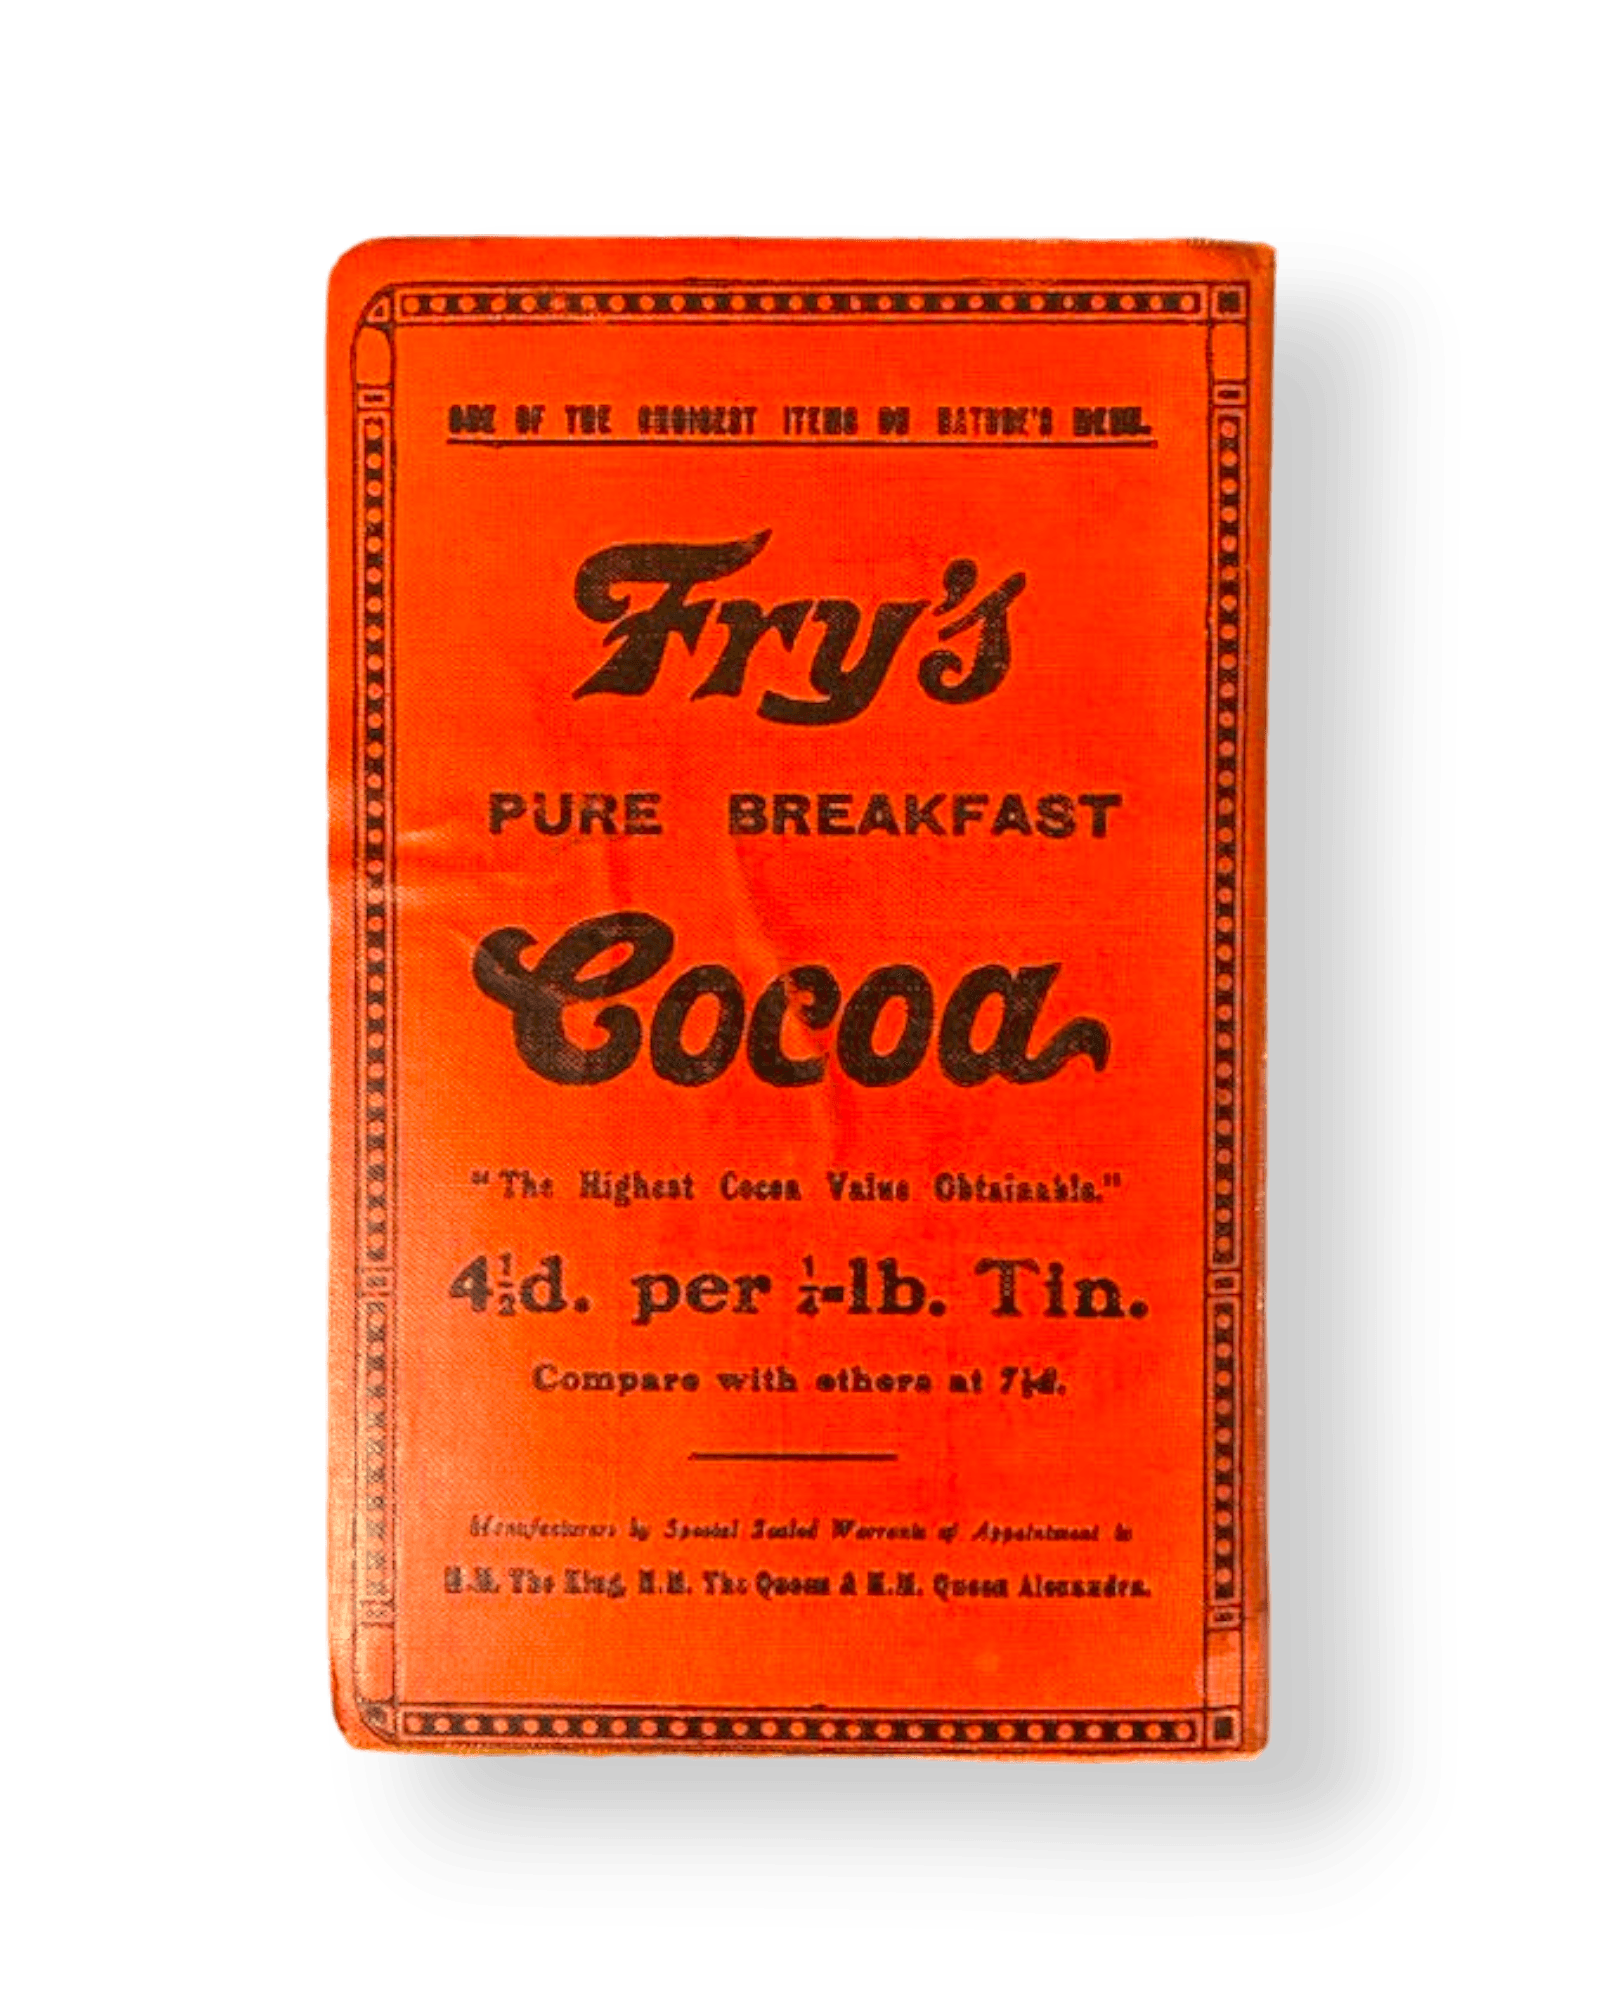 ONE OF THE CHOICEST ITEMS ON NATURE'S MENU.
Fry's
PURE BREAKFAST
Cocoa
"The Highest Cocoa Value Obtainable."
4½d. per ¼-lb. Tin.
Compare with others at 7½d.
Manufacturers by Special Sealed Warrants of Appointment to
H.M. The King, H.M. The Queen & H.M. Queen Alexandra.